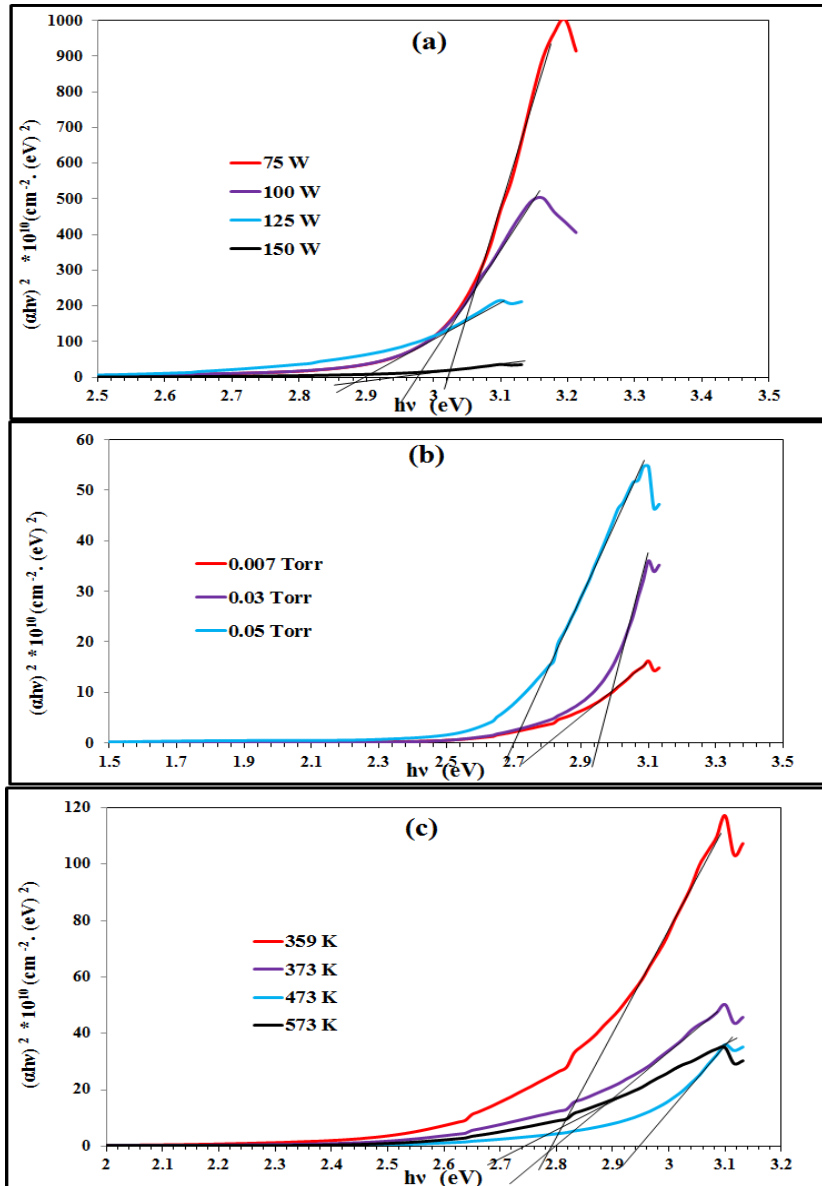 (a)
1000
900
800
700
600
500
400
300
200
100
0
(αhν) ² *10¹⁰(cm⁻². (eV) ²)
75 W
100 W
125 W
150 W
2.5 2.6 2.7 2.8 2.9 3 3.1 3.2 3.3 3.4 3.5
hν (eV)
(b)
60
50
40
30
20
10
0
(αhν) ² *10¹⁰ (cm⁻². (eV) ²)
0.007 Torr
0.03 Torr
0.05 Torr
1.5 1.7 1.9 2.1 2.3 2.5 2.7 2.9 3.1 3.3 3.5
hν (eV)
(c)
120
100
80
60
40
20
0
(αhν) ² *10¹⁰ (cm⁻². (eV) ²)
359 K
373 K
473 K
573 K
2 2.1 2.2 2.3 2.4 2.5 2.6 2.7 2.8 2.9 3 3.1 3.2
hν (eV)